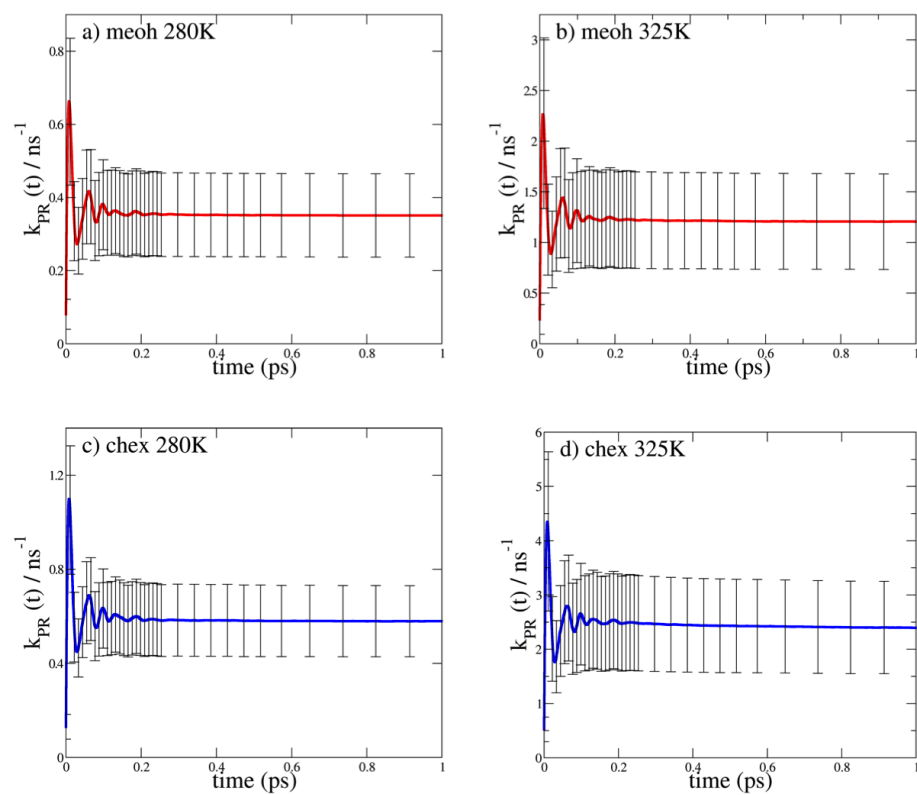 a) meoh 280K
k_PR (t) / ns^-1
0.8
0.6
0.4
0.2
0
0 0.2 0.4 0.6 0.8 1
time (ps)
b) meoh 325K
k_PR (t) / ns^-1
3
2.5
2
1.5
1
0.5
0
0 0.2 0.4 0.6 0.8 1
time (ps)
c) chex 280K
k_PR (t) / ns^-1
1.2
0.8
0.4
0
0 0.2 0.4 0.6 0.8 1
time (ps)
d) chex 325K
k_PR (t) / ns^-1
6
5
4
3
2
1
0
0 0.2 0.4 0.6 0.8 1
time (ps)